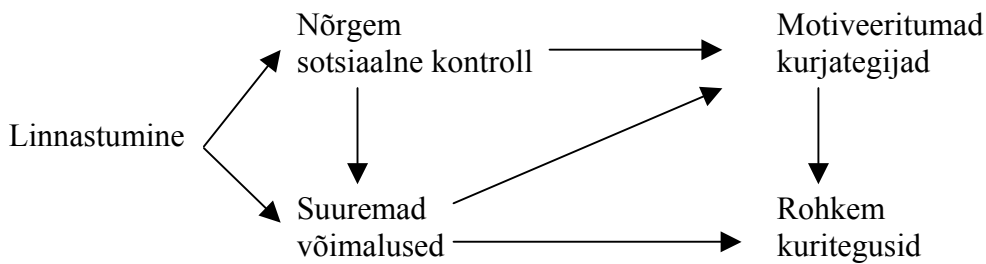 Nõrgem
sotsiaalne kontroll
Motiveeritumad
kurjategijad
Linnastumine
Suuremad
võimalused
Rohkem
kuritegusid